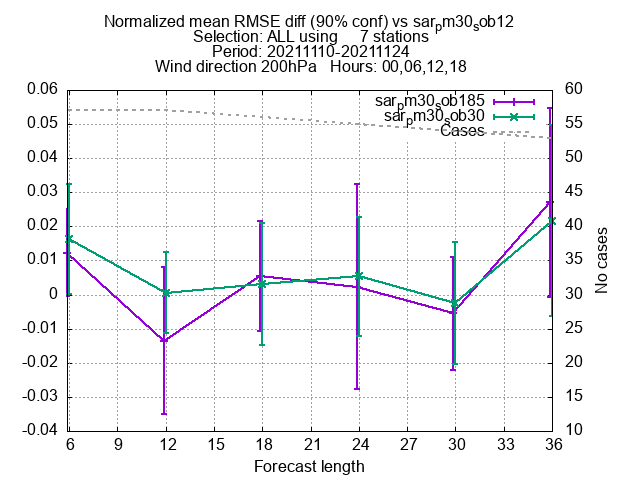 Normalized mean RMSE diff (90% conf) vs sarpm30sob12
Selection: ALL using 7 stations
Period: 20211110-20211124
Wind direction 200hPa Hours: 00,06,12,18
sarpm30sob185
sarpm30sob30
Cases
0.06
0.05
0.04
0.03
0.02
0.01
0
-0.01
-0.02
-0.03
-0.04
60
55
50
45
40
35
30
25
20
15
10
No cases
6 9 12 15 18 21 24 27 30 33 36
Forecast length